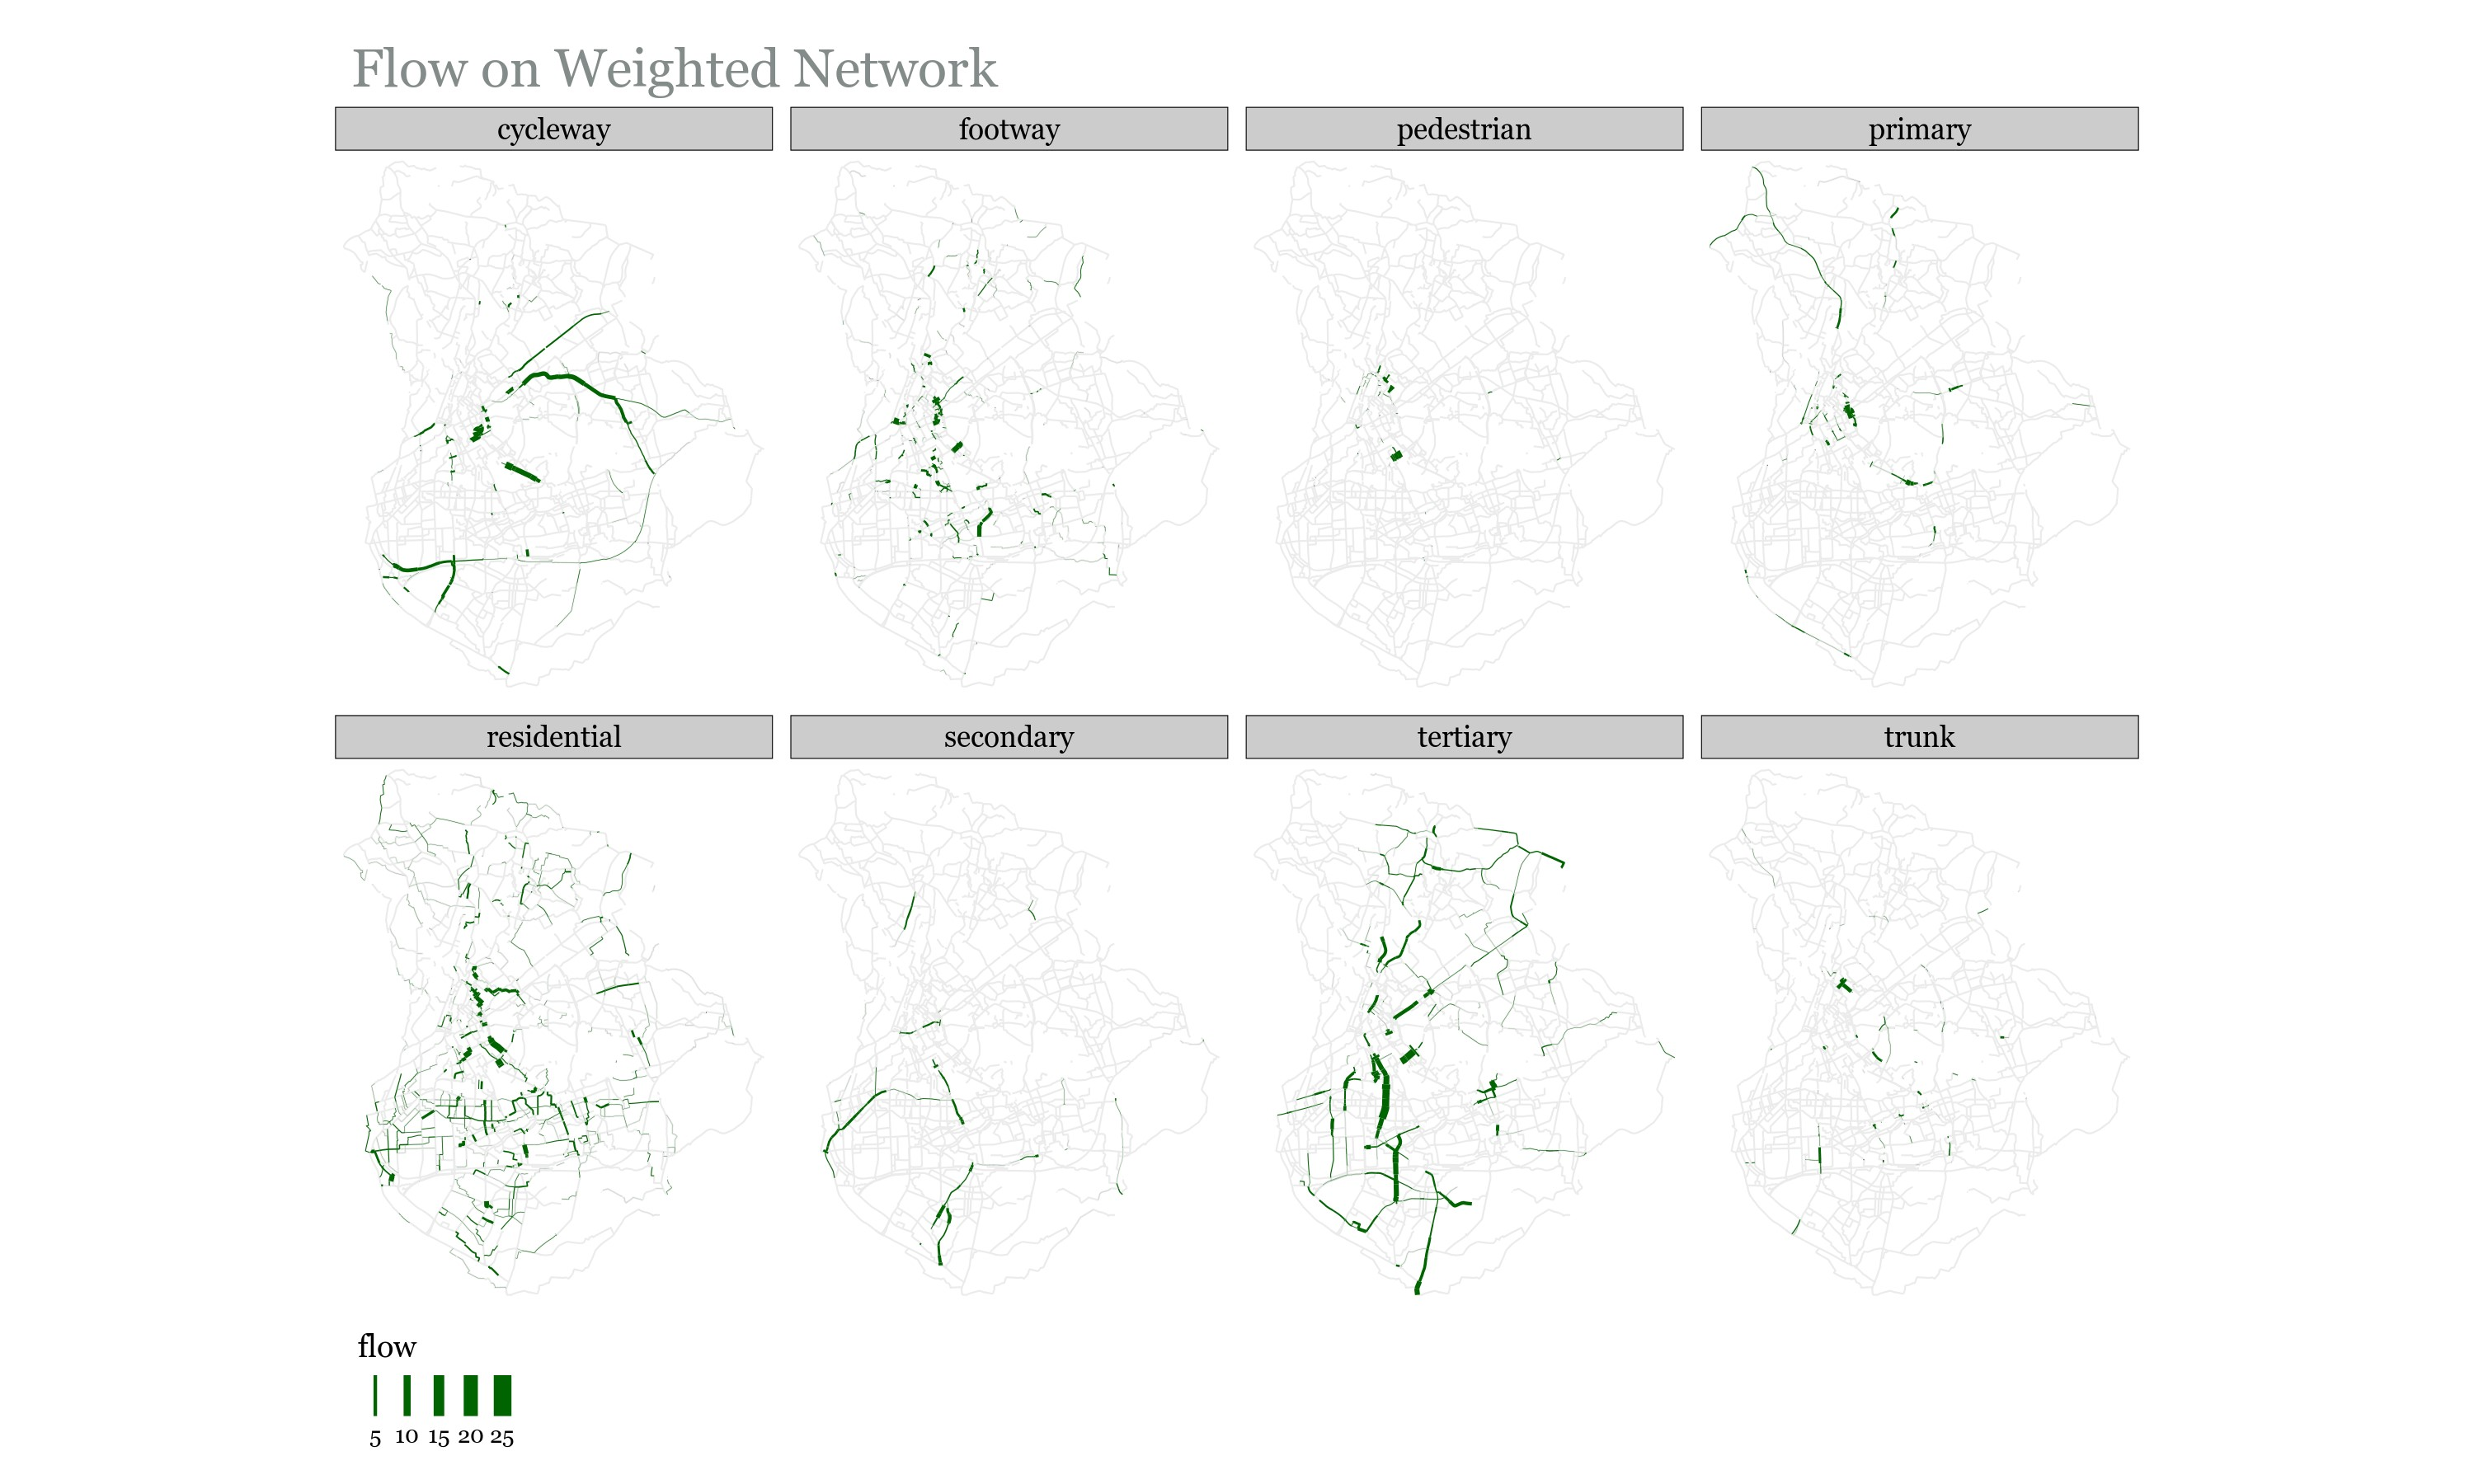 Flow on Weighted Network
cycleway footway pedestrian primary
residential secondary tertiary trunk
flow
5 10 15 20 25